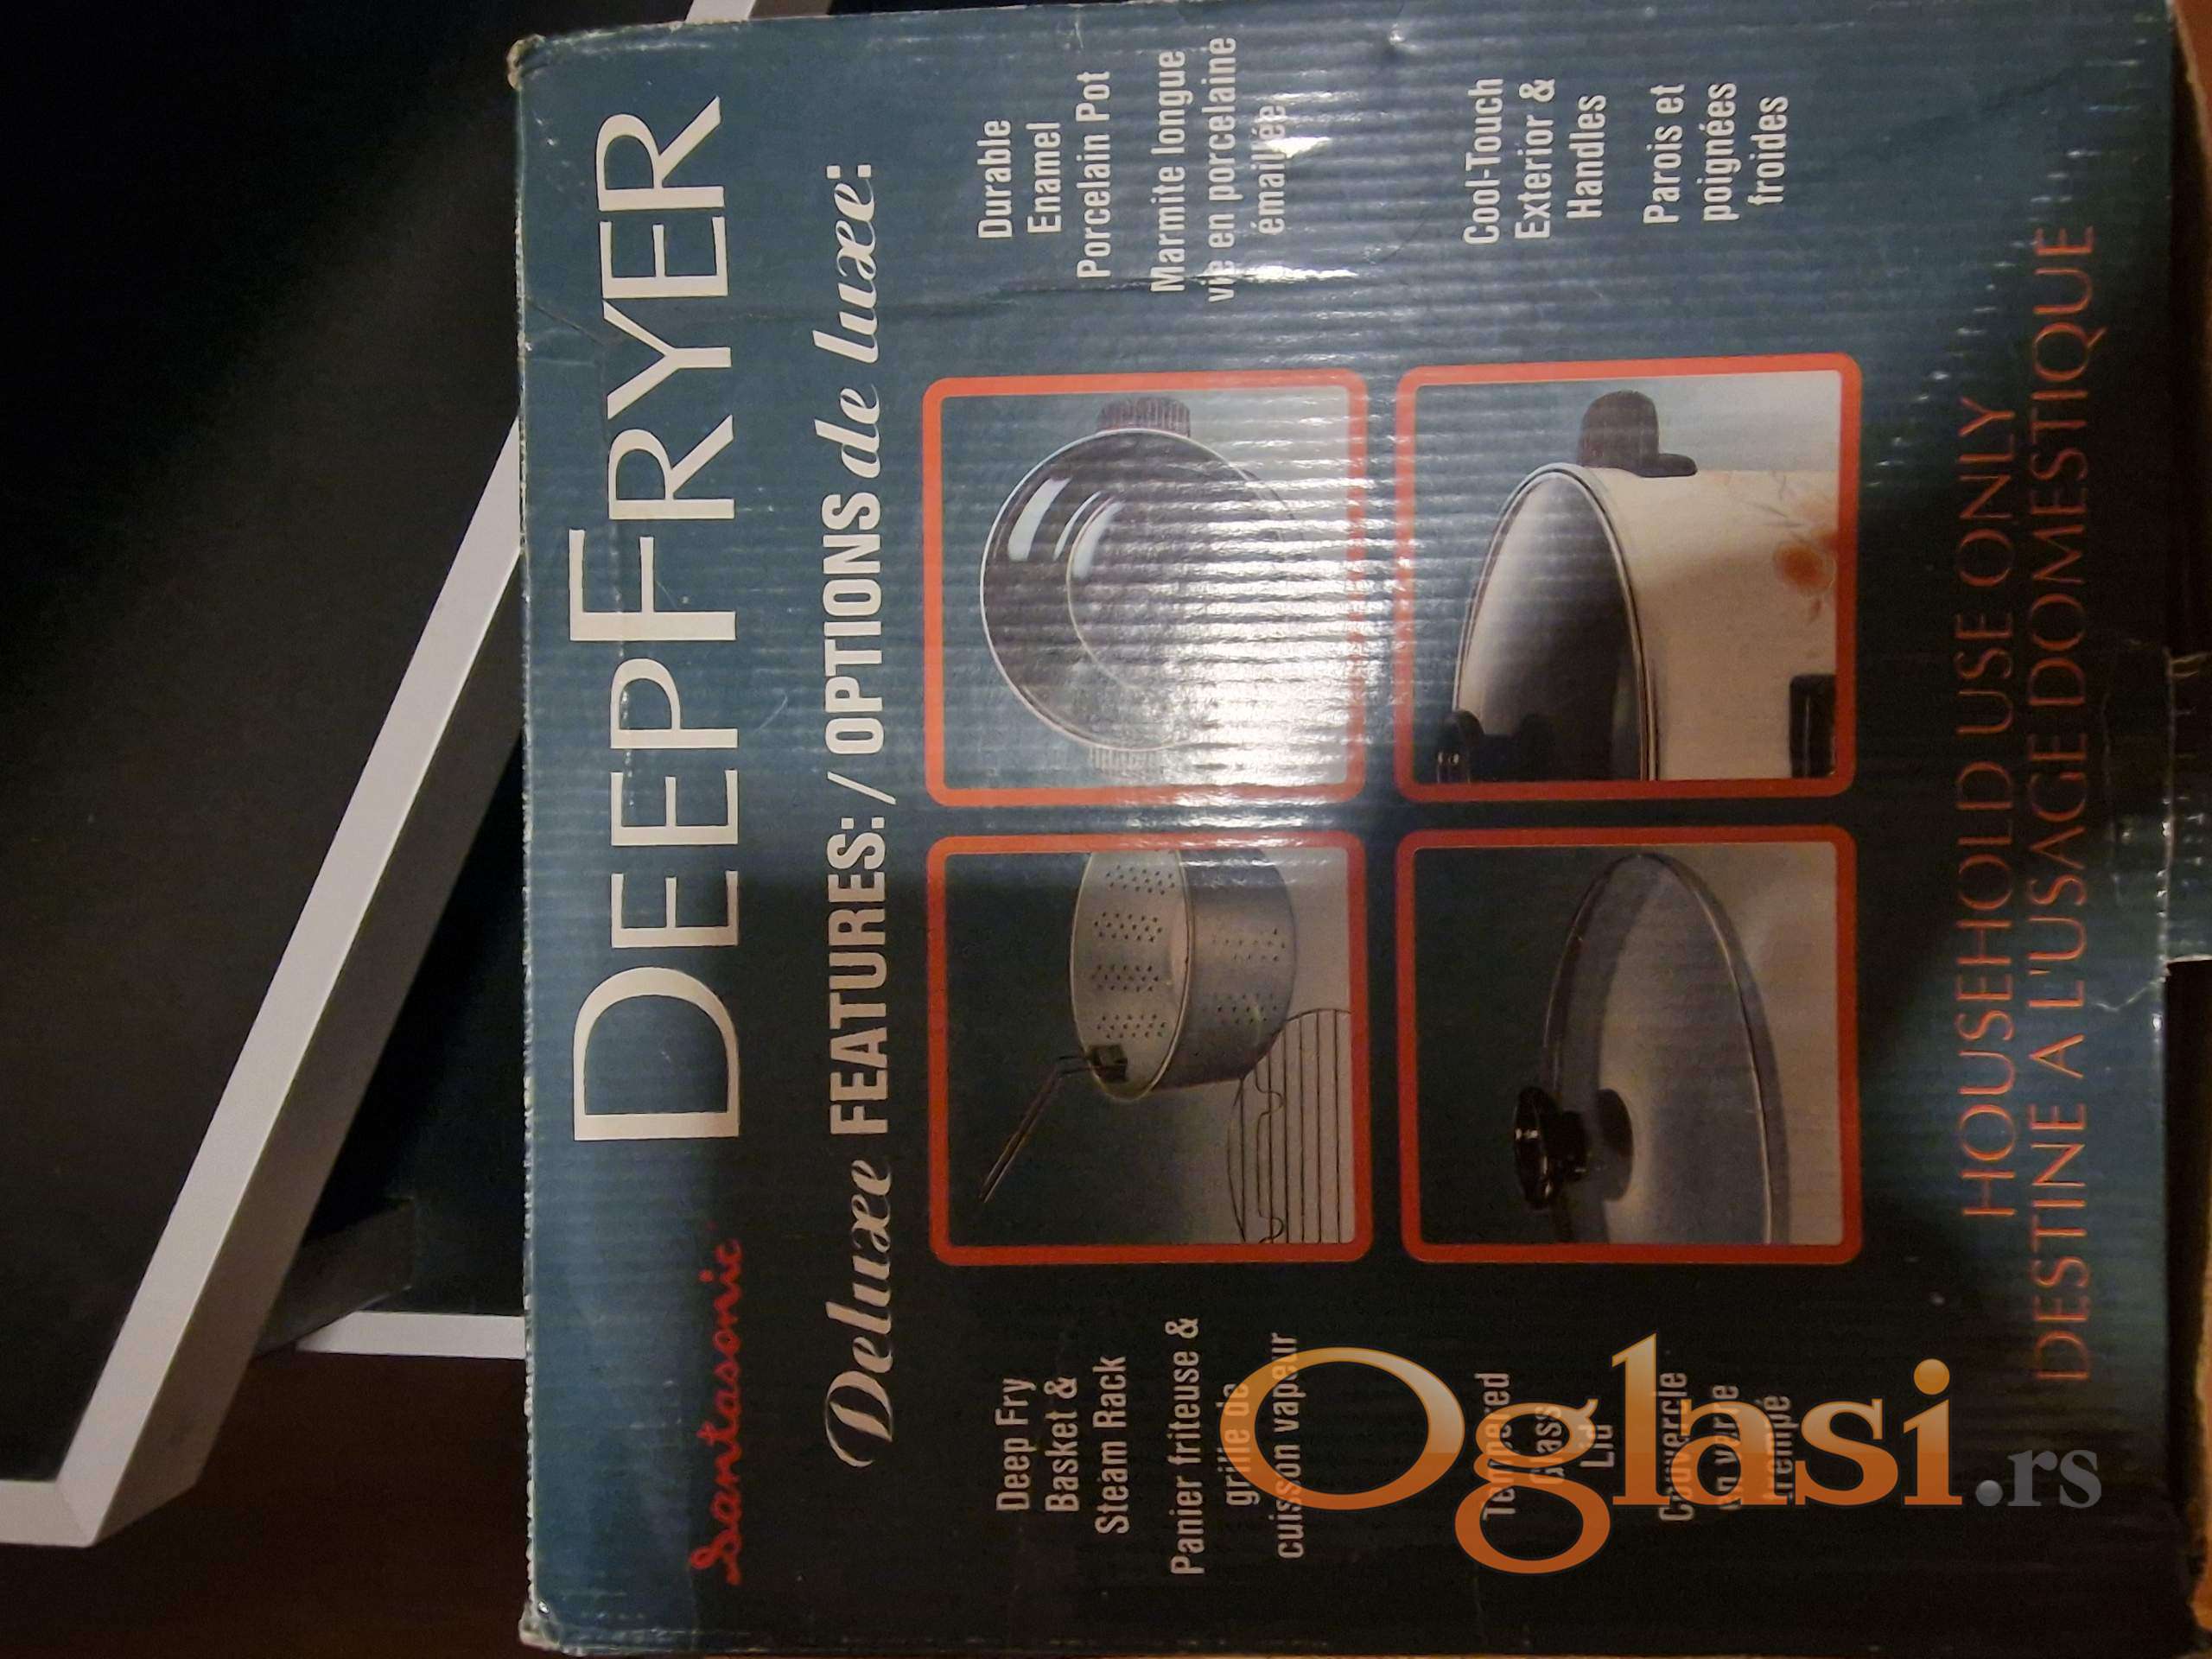 Santasonic
DEEPFRYER
Deluxe FEATURES: / OPTIONS de luxe:
Deep Fry
Basket &
Steam Rack
Panier friteuse &
grille de
cuisson vapeur
Durable
Enamel
Porcelain Pot
Marmite longue
vie en porcelaine
émaillée
Tempered
Glass
Lid
Couvercle
en verre
trempé
Cool-Touch
Exterior &
Handles
Parois et
poignées
froides
HOUSEHOLD USE ONLY
DESTINE A L'USAGE DOMESTIQUE
Oglasi.rs